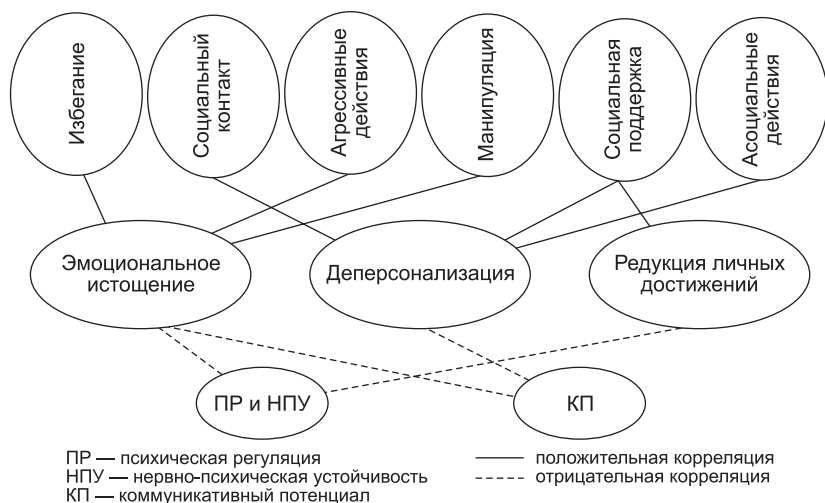 Избегание
Социальный
контакт
Агрессивные
действия
Манипуляция
Социальная
поддержка
Асоциальные
действия
Эмоциональное
истощение
Деперсонализация
Редукция личных
достижений
ПР и НПУ
КП
ПР — психическая регуляция
НПУ — нервно-психическая устойчивость
КП — коммуникативный потенциал
положительная корреляция
отрицательная корреляция